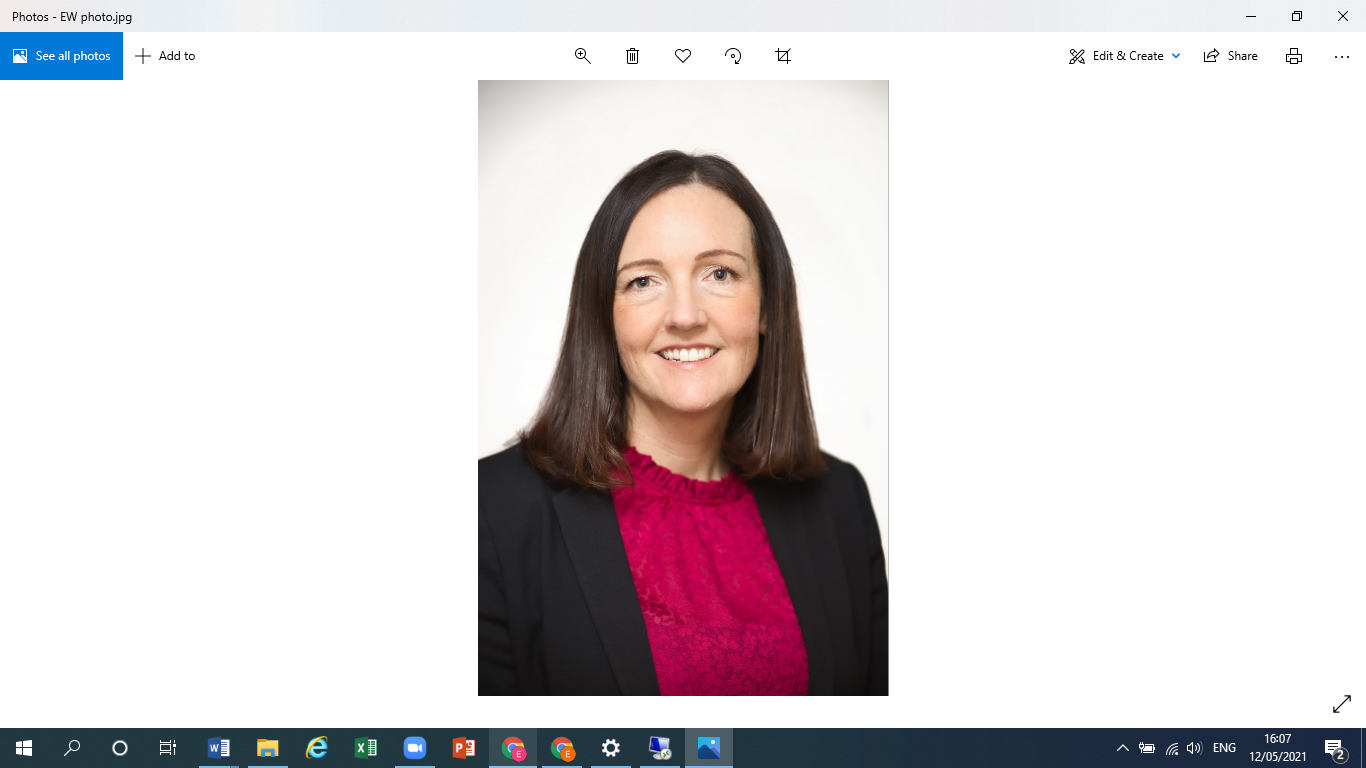 Photos - EW photo.jpg
See all photos
Add to
Edit & Create
Share
ENG
16:07
12/05/2021
2